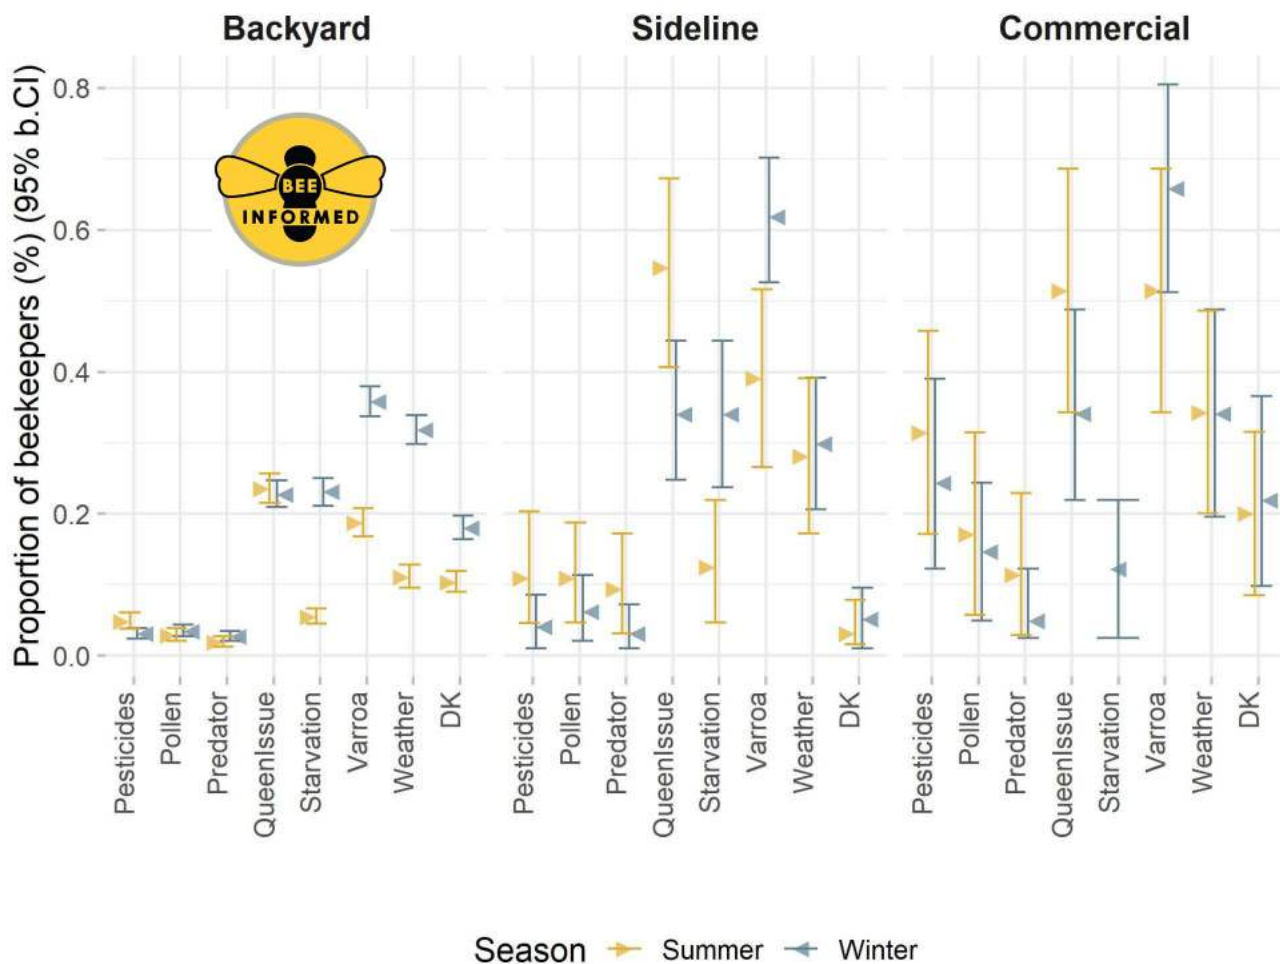 Backyard Sideline Commercial
Proportion of beekeepers (%) (95% b.CI)
0.8
0.6
0.4
0.2
0.0
BEE
INFORMED
Pesticides Pollen Predator QueenIssue Starvation Varroa Weather DK
Pesticides Pollen Predator QueenIssue Starvation Varroa Weather DK
Pesticides Pollen Predator QueenIssue Starvation Varroa Weather DK
Season Summer Winter